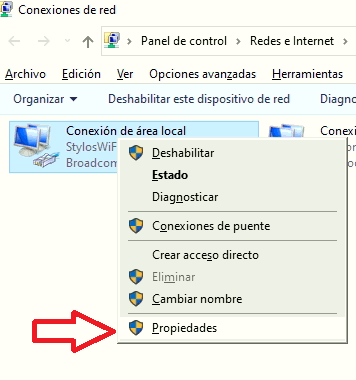 Conexiones de red
Panel de control > Redes e Internet >
Archivo Edición Ver Opciones avanzadas Herramientas
Organizar Deshabilitar este dispositivo de red Diagno
Conexión de área local
StylosWiF
Broadcom
Conex
Deshabilitar
Estado
Diagnosticar
Conexiones de puente
Crear acceso directo
Eliminar
Cambiar nombre
Propiedades